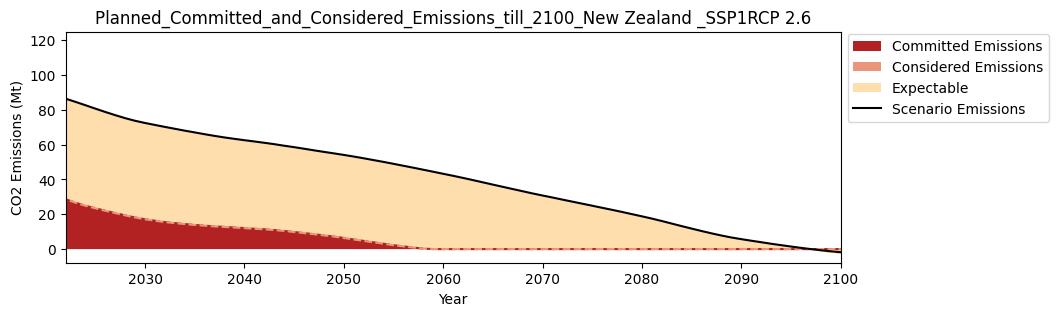 Planned_Committed_and_Considered_Emissions_till_2100_New Zealand _SSP1RCP 2.6
120
100
80
60
40
20
0
CO2 Emissions (Mt)
2030 2040 2050 2060 2070 2080 2090 2100
Year
Committed Emissions
Considered Emissions
Expectable
Scenario Emissions